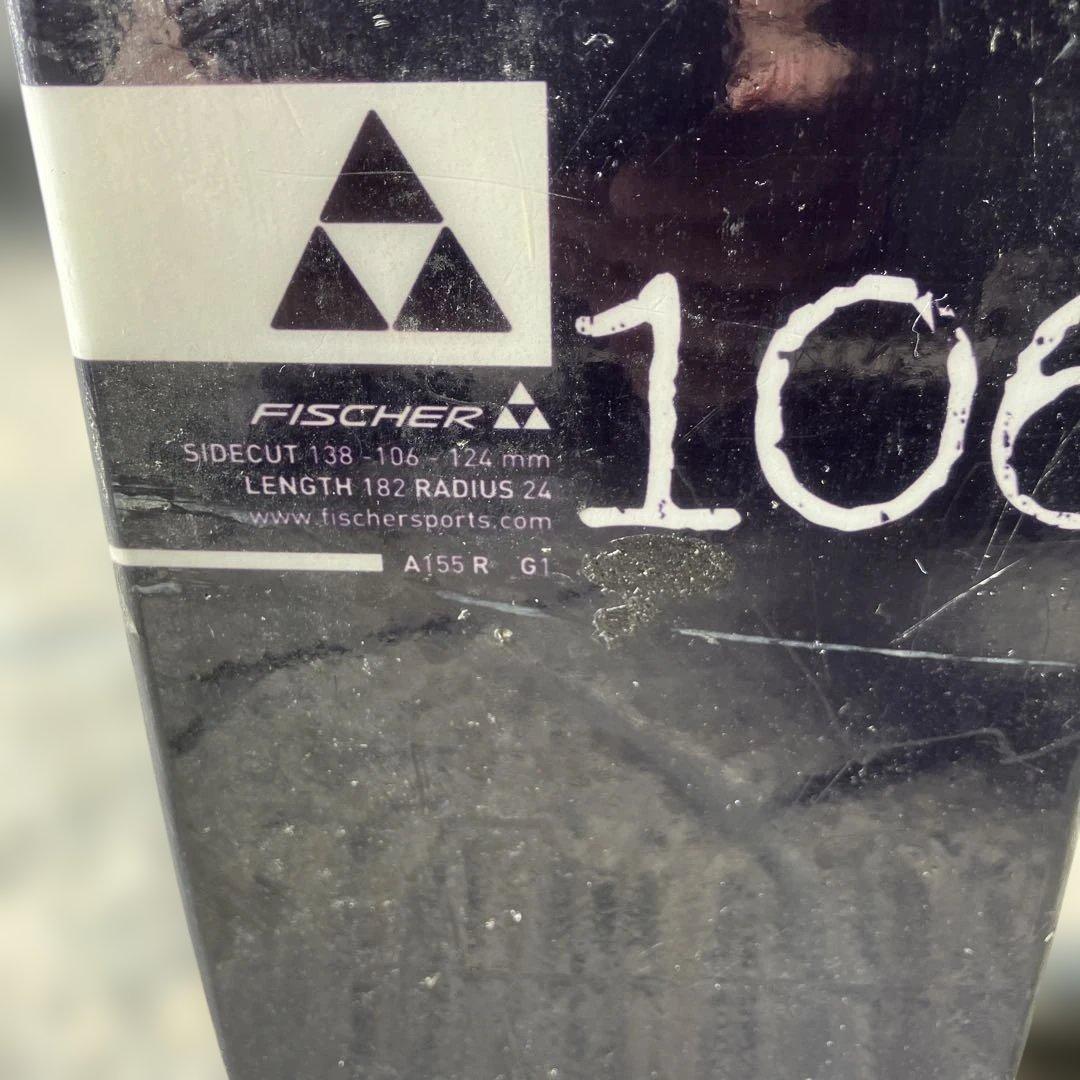 FISCHER
SIDECUT 138 -106 - 124 mm
LENGTH 182 RADIUS 24
www.fischersports.com
A155 R G1
106